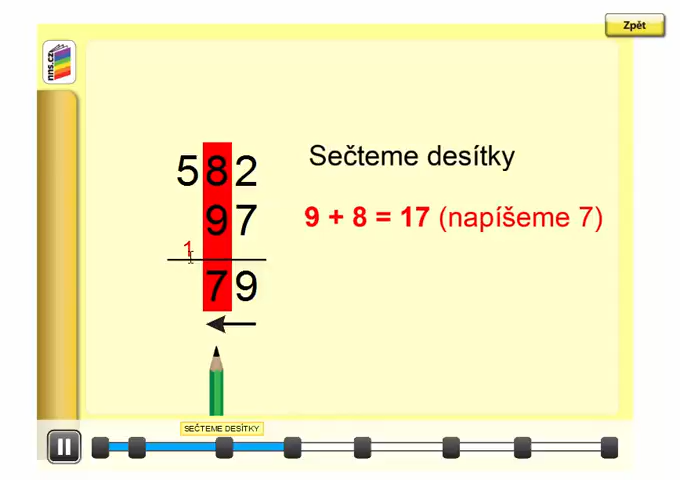 Zpět
nns.cz
Sečteme desítky
582
9 + 8 = 17 (napíšeme 7)
97
1
79
SEČTEME DESÍTKY